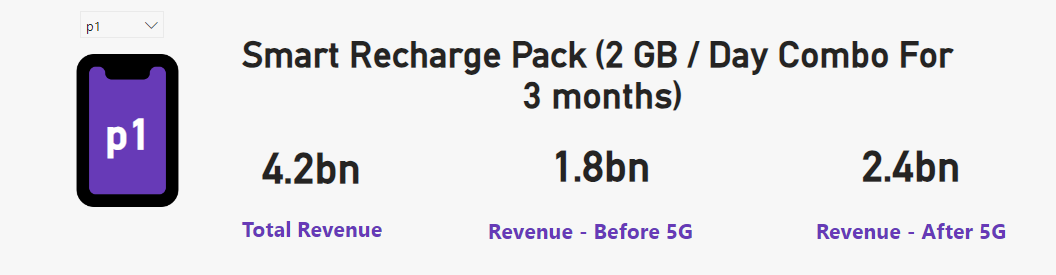 p1
p1
Smart Recharge Pack (2 GB / Day Combo For
3 months)
4.2bn
1.8bn
2.4bn
Total Revenue
Revenue - Before 5G
Revenue - After 5G